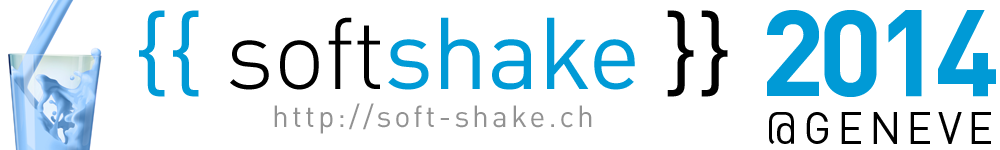 {{ softshake }} 2014
http://soft-shake.ch
@GENEVE